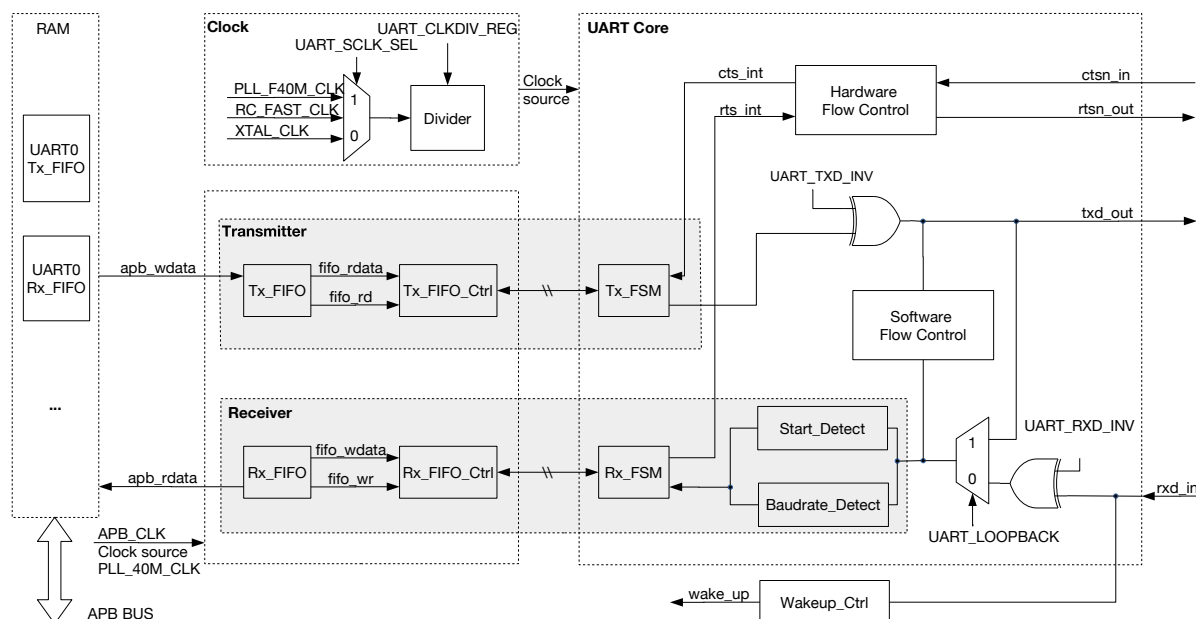 RAM
UART0
Tx_FIFO
UART0
Rx_FIFO
...
APB BUS
Clock
UART_CLKDIV_REG
UART_SCLK_SEL
PLL_F40M_CLK
RC_FAST_CLK
XTAL_CLK
1
0
Divider
Clock
source
UART Core
cts_int
rts_int
Hardware
Flow Control
ctsn_in
rtsn_out
UART_TXD_INV
txd_out
Transmitter
apb_wdata
Tx_FIFO
fifo_rdata
fifo_rd
Tx_FIFO_Ctrl
Tx_FSM
Software
Flow Control
Receiver
apb_rdata
Rx_FIFO
fifo_wdata
fifo_wr
Rx_FIFO_Ctrl
Rx_FSM
Start_Detect
Baudrate_Detect
1
0
UART_RXD_INV
rxd_in
UART_LOOPBACK
APB_CLK
Clock source
PLL_40M_CLK
wake_up
Wakeup_Ctrl